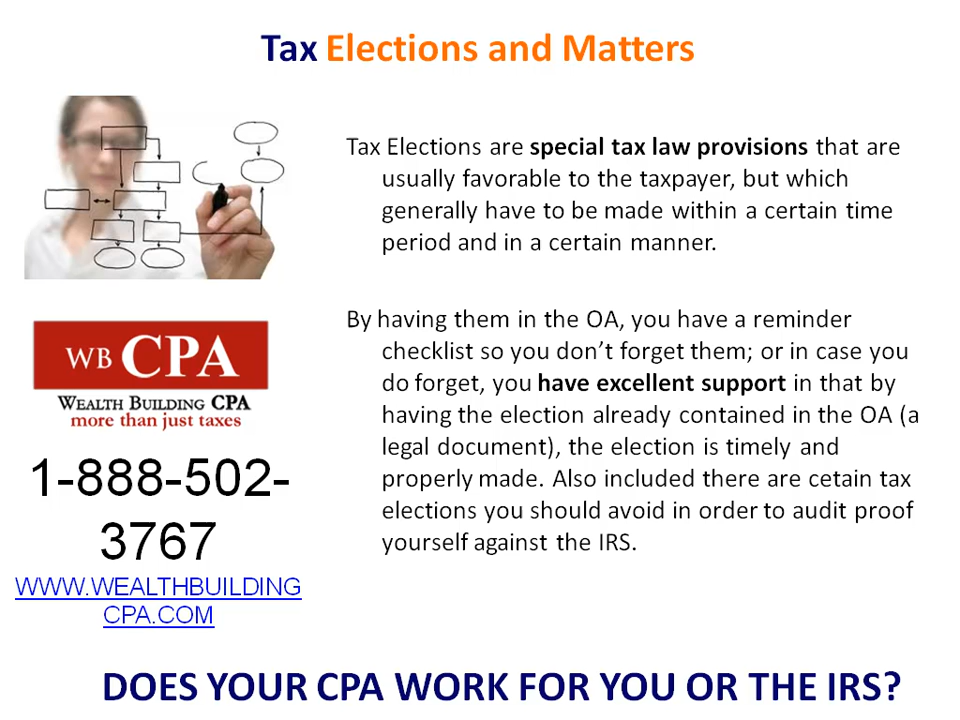 Tax Elections and Matters
Tax Elections are special tax law provisions that are
usually favorable to the taxpayer, but which
generally have to be made within a certain time
period and in a certain manner.
By having them in the OA, you have a reminder
checklist so you don't forget them; or in case you
do forget, you have excellent support in that by
having the election already contained in the OA (a
legal document), the election is timely and
properly made. Also included there are cetain tax
elections you should avoid in order to audit proof
yourself against the IRS.
WB CPA
WEALTH BUILDING CPA
more than just taxes
1-888-502-
3767
WWW.WEALTHBUILDING
CPA.COM
DOES YOUR CPA WORK FOR YOU OR THE IRS?